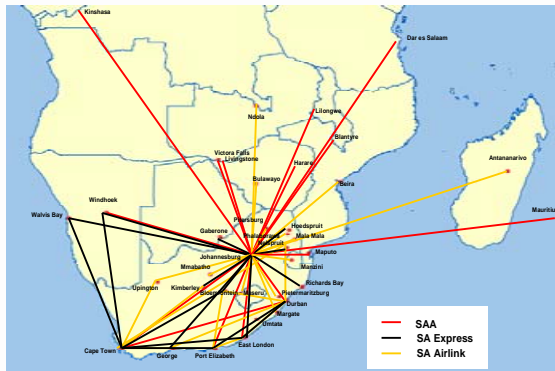 Kinshasa
Dar es Salaam
Ndola
Lilongwe
Blantyre
Victora Falls
Livingstone
Harare
Antananarivo
Bulawayo
Beira
Windhoek
Mauritius
Walvis Bay
Pitersburg
Hoedspruit
Gaberone
Phalaborwa
Mala Mala
Nelspruit
Johannesburg
Maputo
Mmabatho
Manzini
Upington
Kimberley
Bloemfontein
Maseru
Richards Bay
Pietermaritzburg
Durban
Margate
Umtata
East London
Cape Town
George
Port Elizabeth
SAA
SA Express
SA Airlink